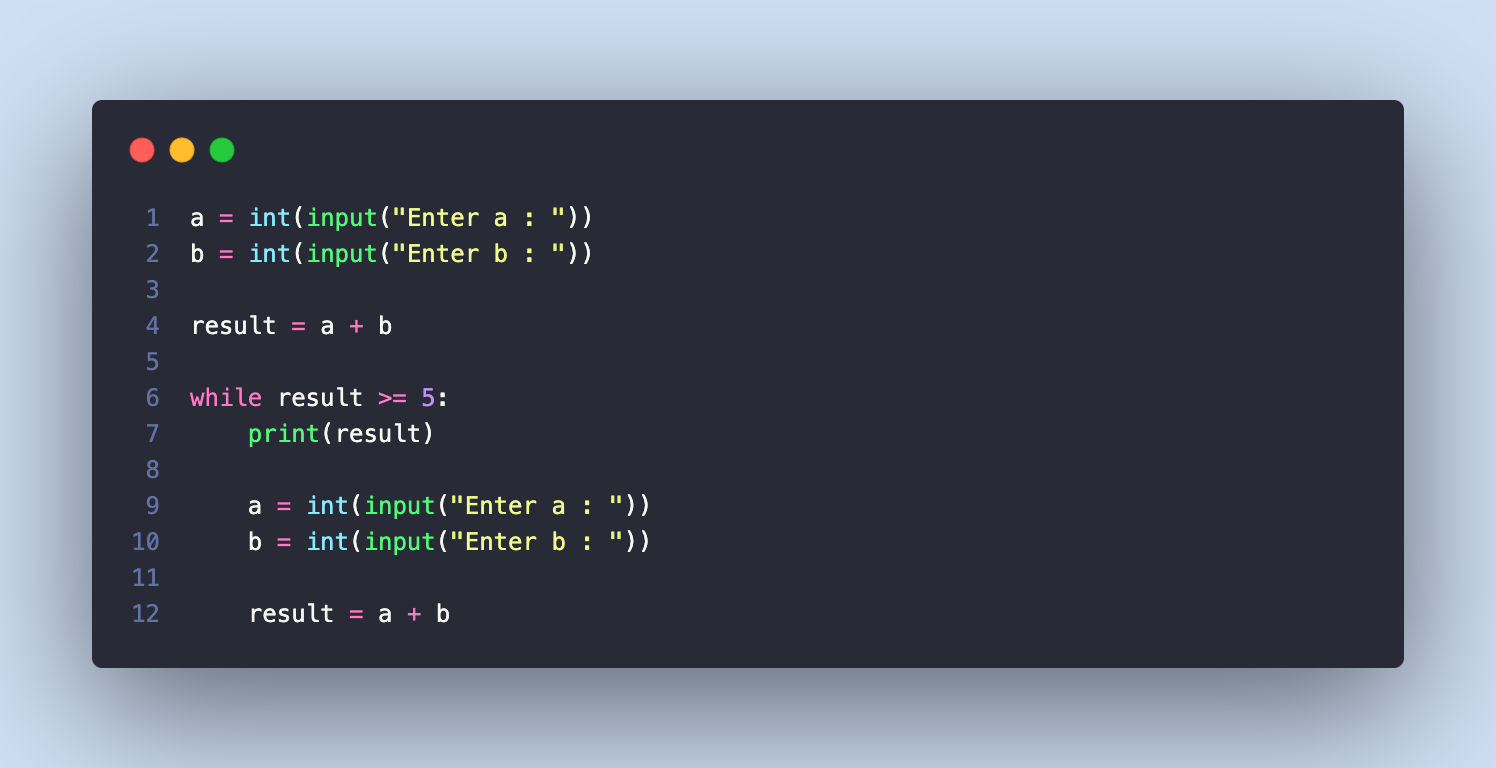 1 a = int(input("Enter a : "))
2 b = int(input("Enter b : "))
3
4 result = a + b
5
6 while result >= 5:
7     print(result)
8
9     a = int(input("Enter a : "))
10     b = int(input("Enter b : "))
11
12     result = a + b